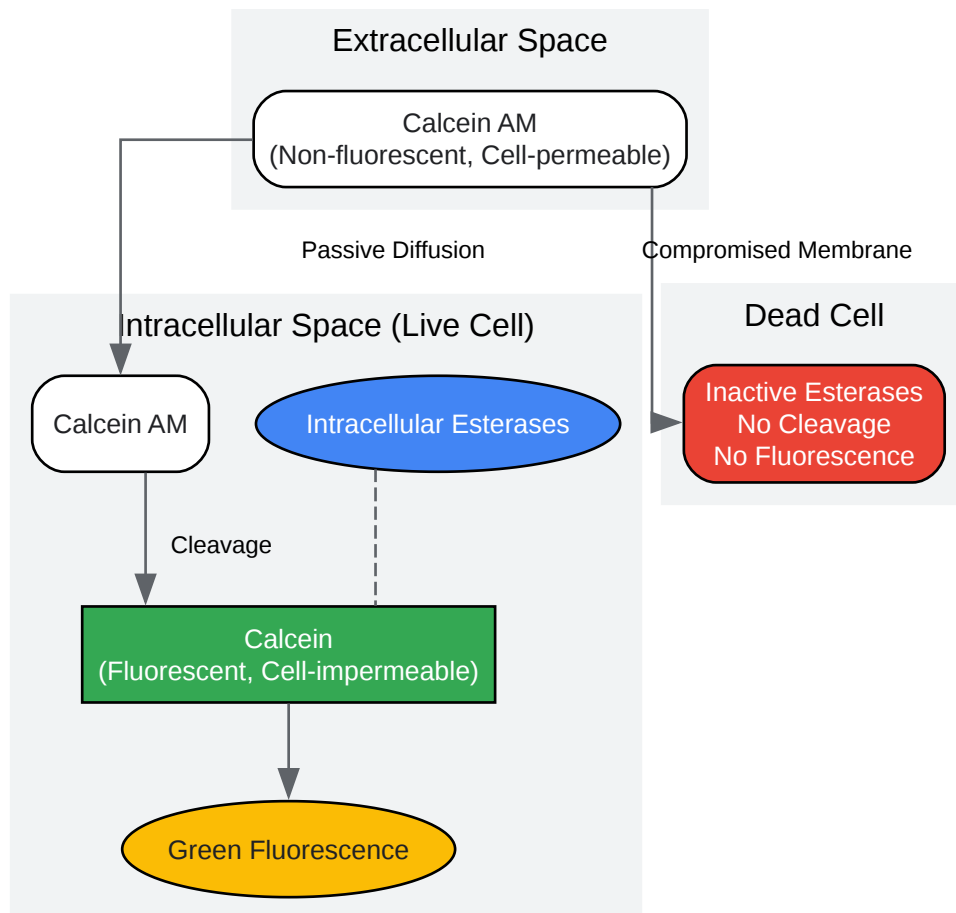 Extracellular Space
Calcein AM
(Non-fluorescent, Cell-permeable)
Passive Diffusion
Compromised Membrane
Intracellular Space (Live Cell)
Dead Cell
Calcein AM
Intracellular Esterases
Inactive Esterases
No Cleavage
No Fluorescence
Cleavage
Calcein
(Fluorescent, Cell-impermeable)
Green Fluorescence